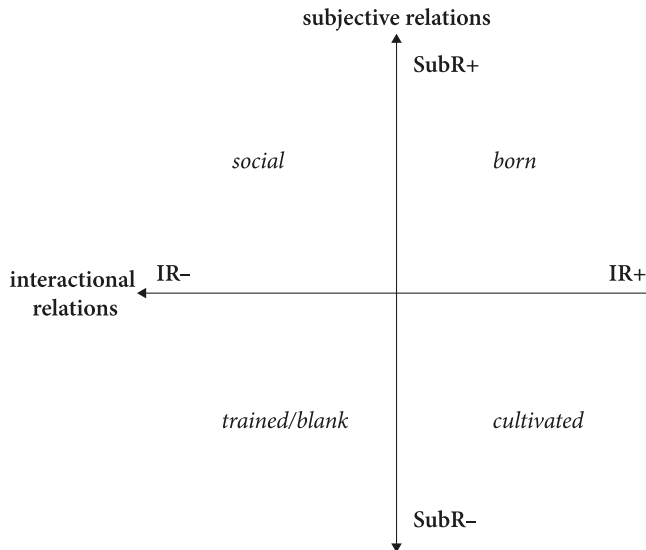 subjective relations
SubR+
social
born
IR–
IR+
interactional
relations
trained/blank
cultivated
SubR–